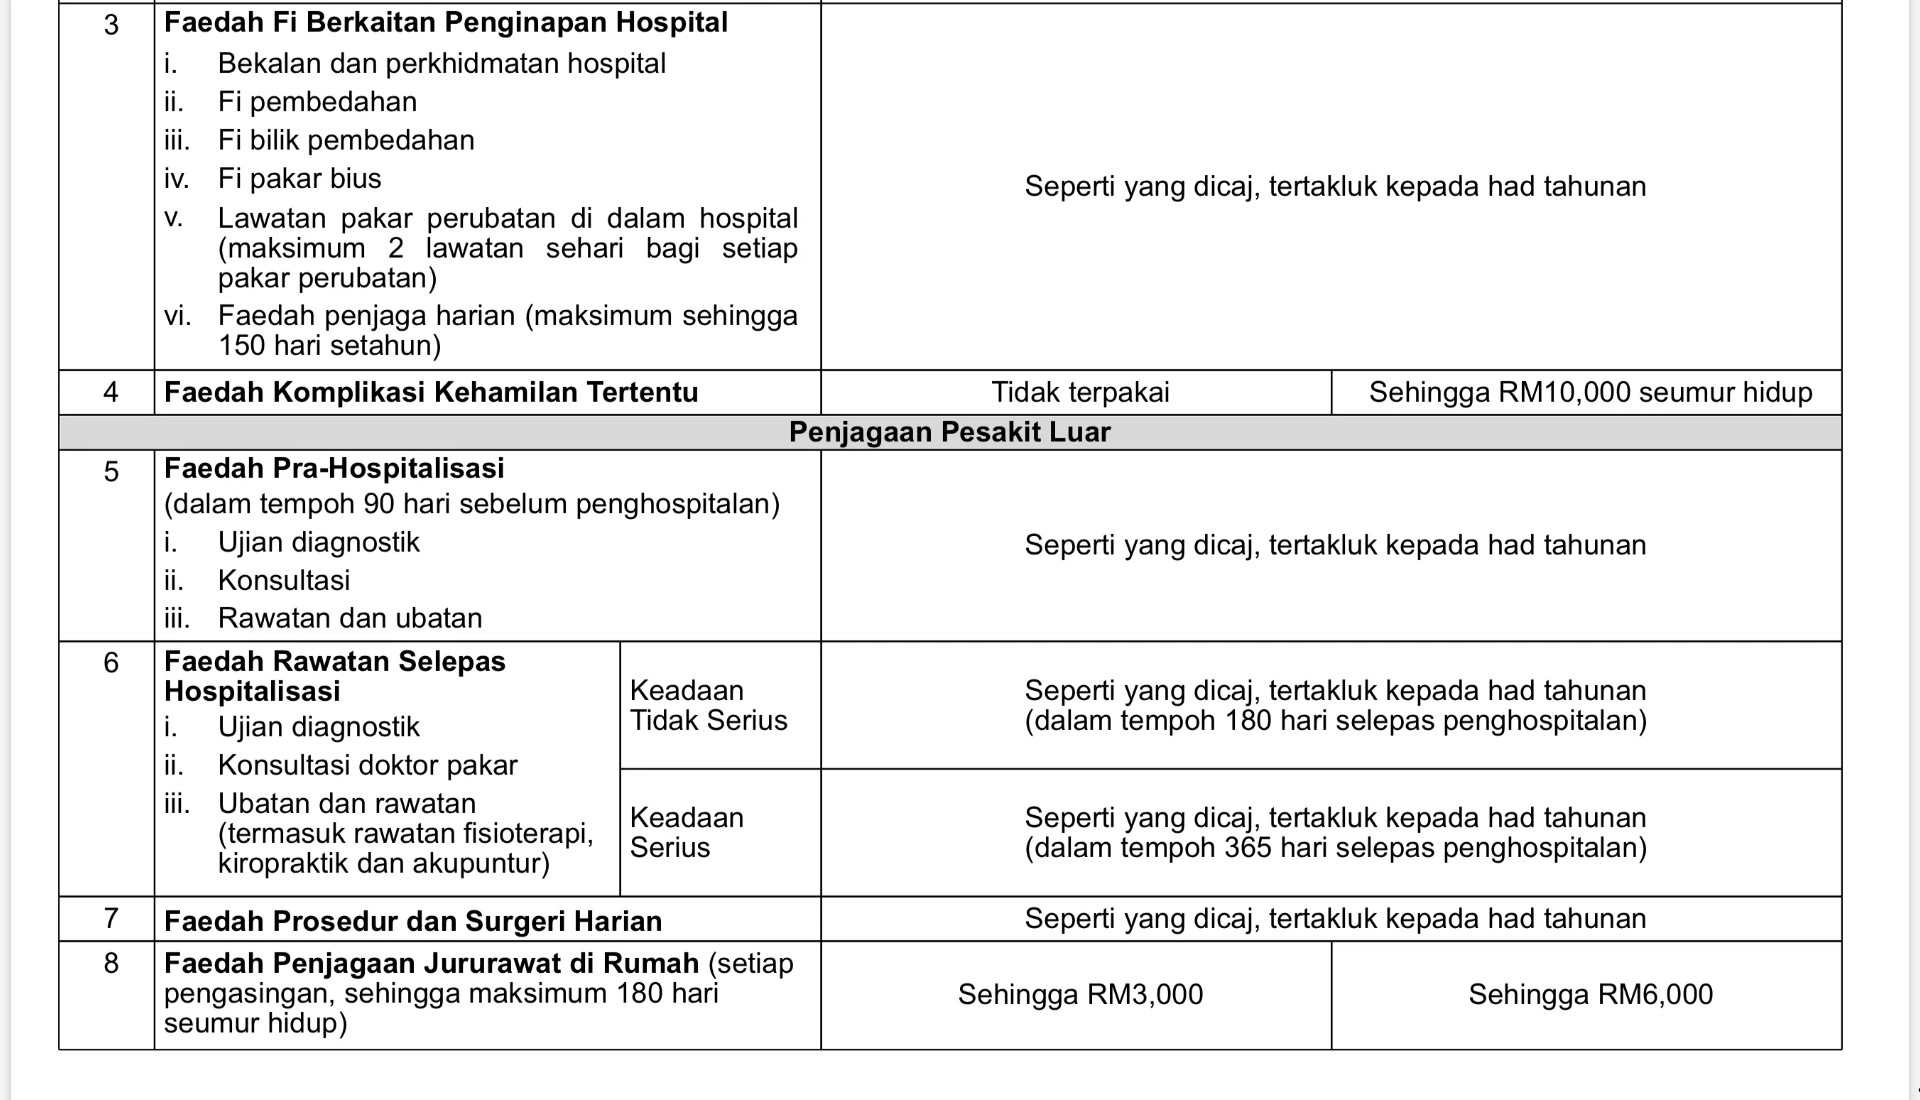 3 Faedah Fi Berkaitan Penginapan Hospital
i. Bekalan dan perkhidmatan hospital
ii. Fi pembedahan
iii. Fi bilik pembedahan
iv. Fi pakar bius
v. Lawatan pakar perubatan di dalam hospital
(maksimum 2 lawatan sehari bagi setiap
pakar perubatan)
vi. Faedah penjaga harian (maksimum sehingga
150 hari setahun)
Seperti yang dicaj, tertakluk kepada had tahunan
4 Faedah Komplikasi Kehamilan Tertentu Tidak terpakai Sehingga RM10,000 seumur hidup
Penjagaan Pesakit Luar
5 Faedah Pra-Hospitalisasi
(dalam tempoh 90 hari sebelum penghospitalan)
i. Ujian diagnostik
ii. Konsultasi
iii. Rawatan dan ubatan
Seperti yang dicaj, tertakluk kepada had tahunan
6 Faedah Rawatan Selepas
Hospitalisasi
i. Ujian diagnostik
ii. Konsultasi doktor pakar
iii. Ubatan dan rawatan
(termasuk rawatan fisioterapi,
kiropraktik dan akupuntur)
Keadaan
Tidak Serius
Seperti yang dicaj, tertakluk kepada had tahunan
(dalam tempoh 180 hari selepas penghospitalan)
Keadaan
Serius
Seperti yang dicaj, tertakluk kepada had tahunan
(dalam tempoh 365 hari selepas penghospitalan)
7 Faedah Prosedur dan Surgeri Harian Seperti yang dicaj, tertakluk kepada had tahunan
8 Faedah Penjagaan Jururawat di Rumah (setiap
pengasingan, sehingga maksimum 180 hari
seumur hidup)
Sehingga RM3,000 Sehingga RM6,000